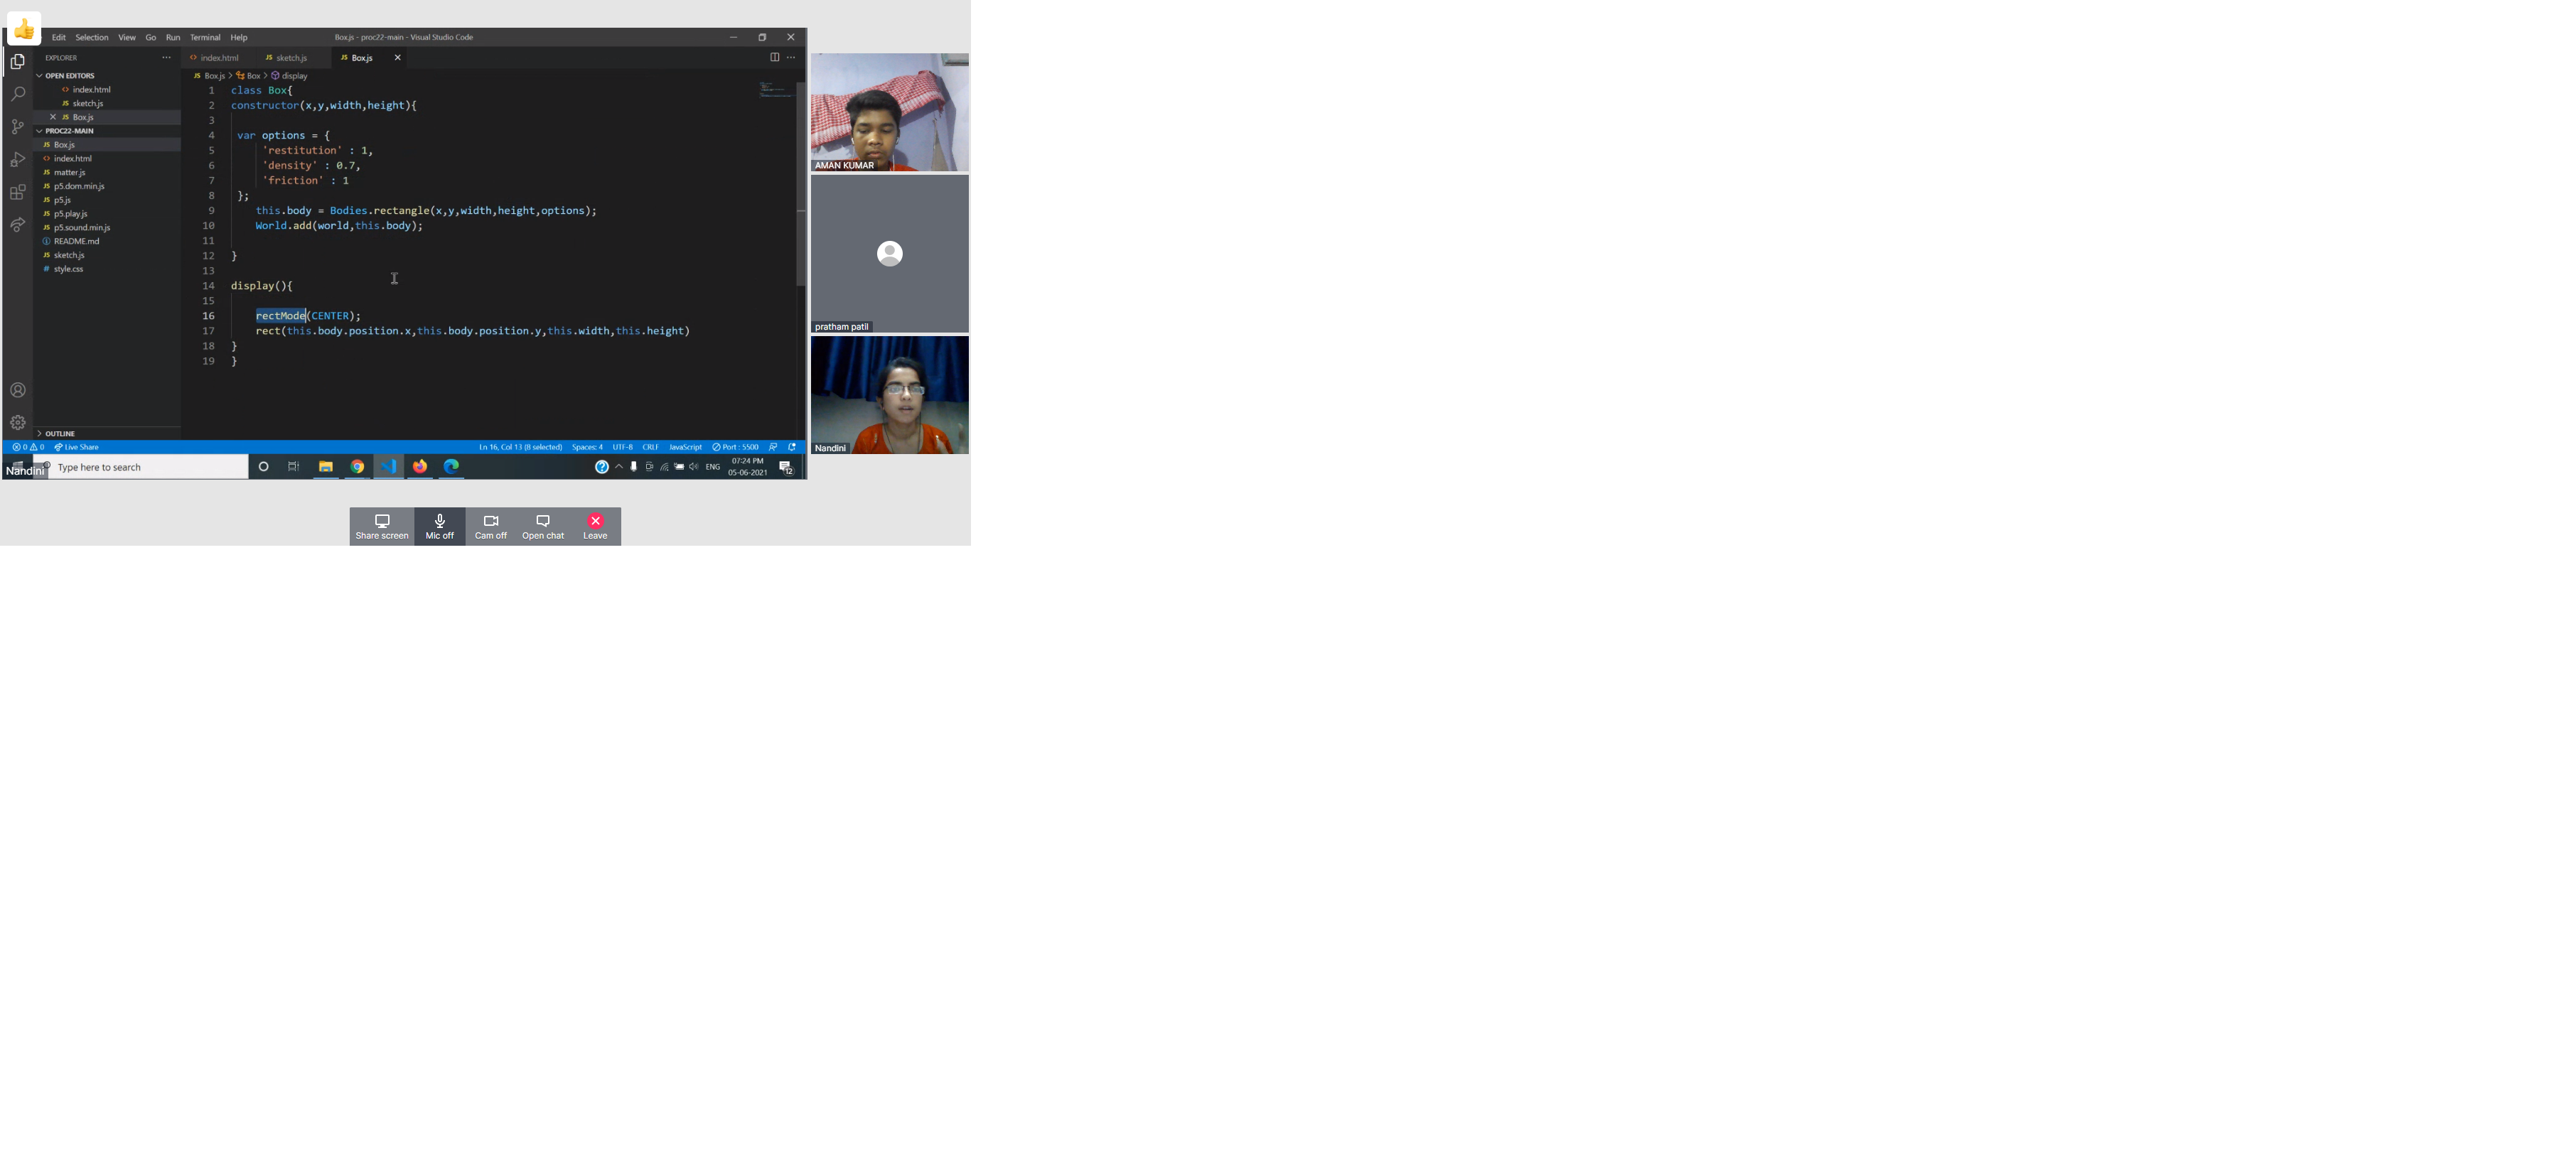 Edit Selection View Go Run Terminal Help
Box.js - proc22-main - Visual Studio Code
EXPLORER
OPEN EDITORS
index.html
sketch.js
Box.js
PROC22-MAIN
Box.js
index.html
matter.js
p5.dom.min.js
p5.js
p5.play.js
p5.sound.min.js
README.md
sketch.js
style.css
OUTLINE
index.html
sketch.js
Box.js
Box.js > Box > display
1 class Box{
2 constructor(x,y,width,height){
3
4 var options = {
5 'restitution' : 1,
6 'density' : 0.7,
7 'friction' : 1
8 };
9 this.body = Bodies.rectangle(x,y,width,height,options);
10 World.add(world,this.body);
11
12 }
13
14 display(){
15
16 rectMode(CENTER);
17 rect(this.body.position.x,this.body.position.y,this.width,this.height)
18 }
19 }
0 0 Live Share
Ln 16, Col 13 (8 selected) Spaces: 4 UTF-8 CRLF JavaScript Port : 5500
Nandini
Type here to search
ENG
07:24 PM
05-06-2021
12
AMAN KUMAR
pratham patil
Nandini
Share screen
Mic off
Cam off
Open chat
Leave